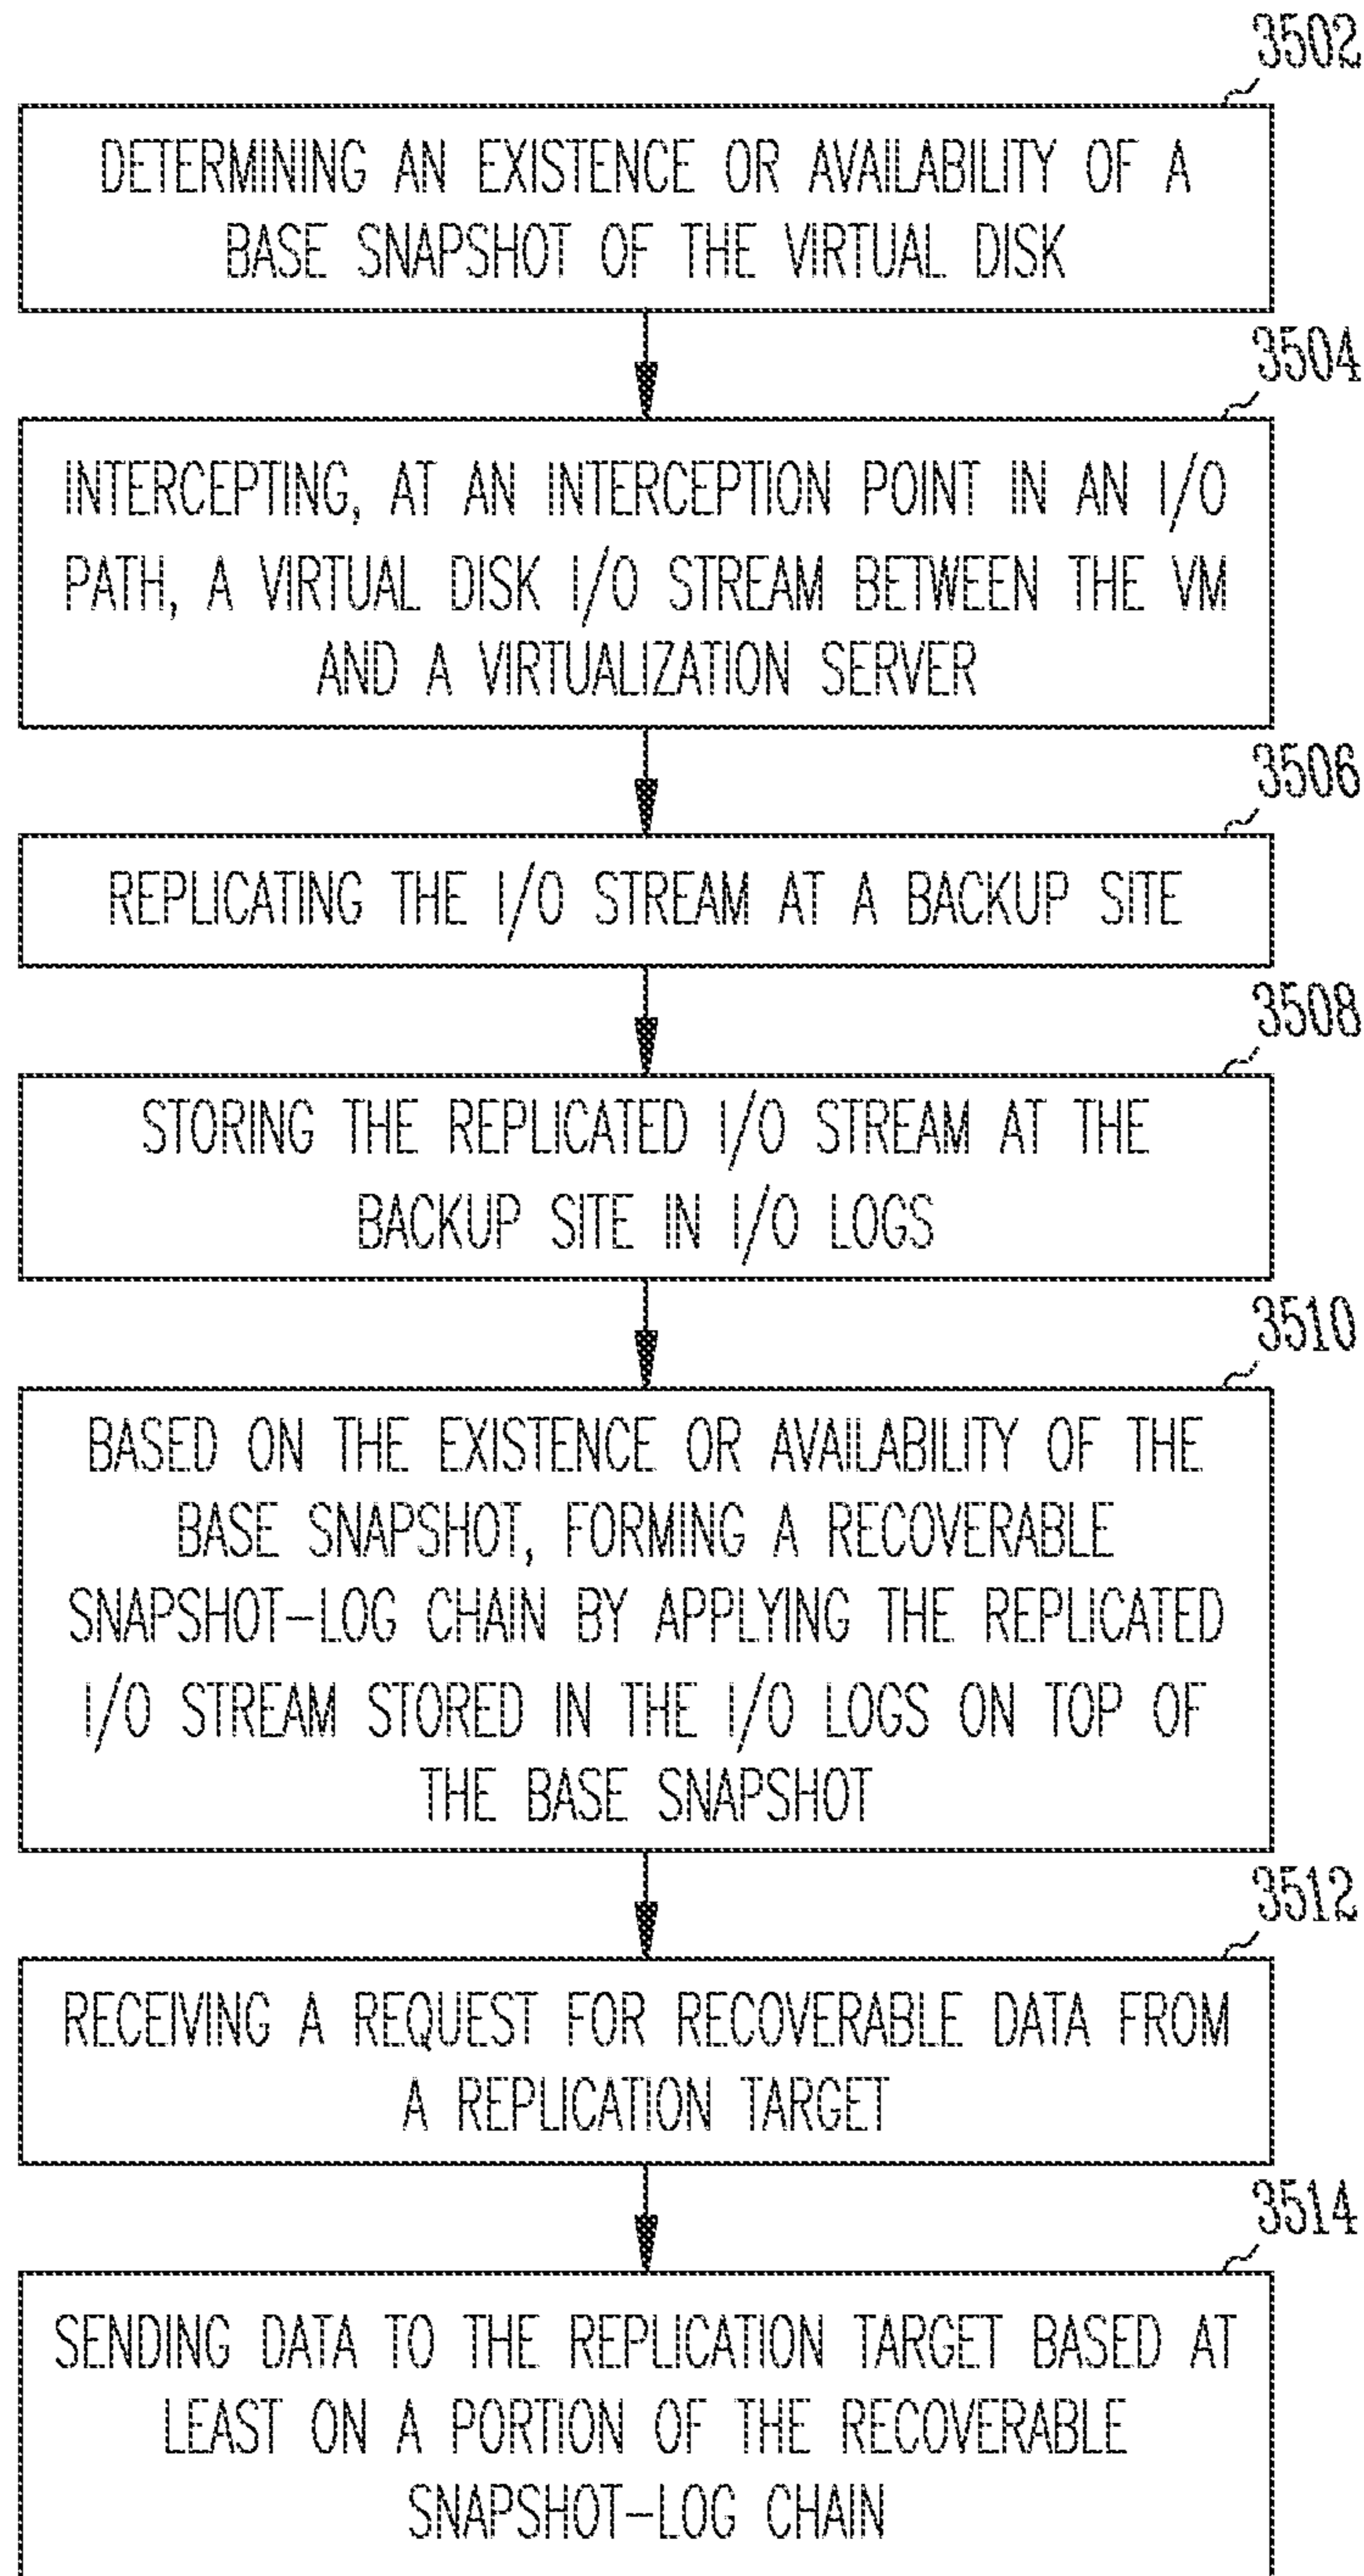 3502
DETERMINING AN EXISTENCE OR AVAILABILITY OF A
BASE SNAPSHOT OF THE VIRTUAL DISK
3504
INTERCEPTING, AT AN INTERCEPTION POINT IN AN I/O
PATH, A VIRTUAL DISK I/O STREAM BETWEEN THE VM
AND A VIRTUALIZATION SERVER
3506
REPLICATING THE I/O STREAM AT A BACKUP SITE
3508
STORING THE REPLICATED I/O STREAM AT THE
BACKUP SITE IN I/O LOGS
3510
BASED ON THE EXISTENCE OR AVAILABILITY OF THE
BASE SNAPSHOT, FORMING A RECOVERABLE
SNAPSHOT-LOG CHAIN BY APPLYING THE REPLICATED
I/O STREAM STORED IN THE I/O LOGS ON TOP OF
THE BASE SNAPSHOT
3512
RECEIVING A REQUEST FOR RECOVERABLE DATA FROM
A REPLICATION TARGET
3514
SENDING DATA TO THE REPLICATION TARGET BASED AT
LEAST ON A PORTION OF THE RECOVERABLE
SNAPSHOT-LOG CHAIN